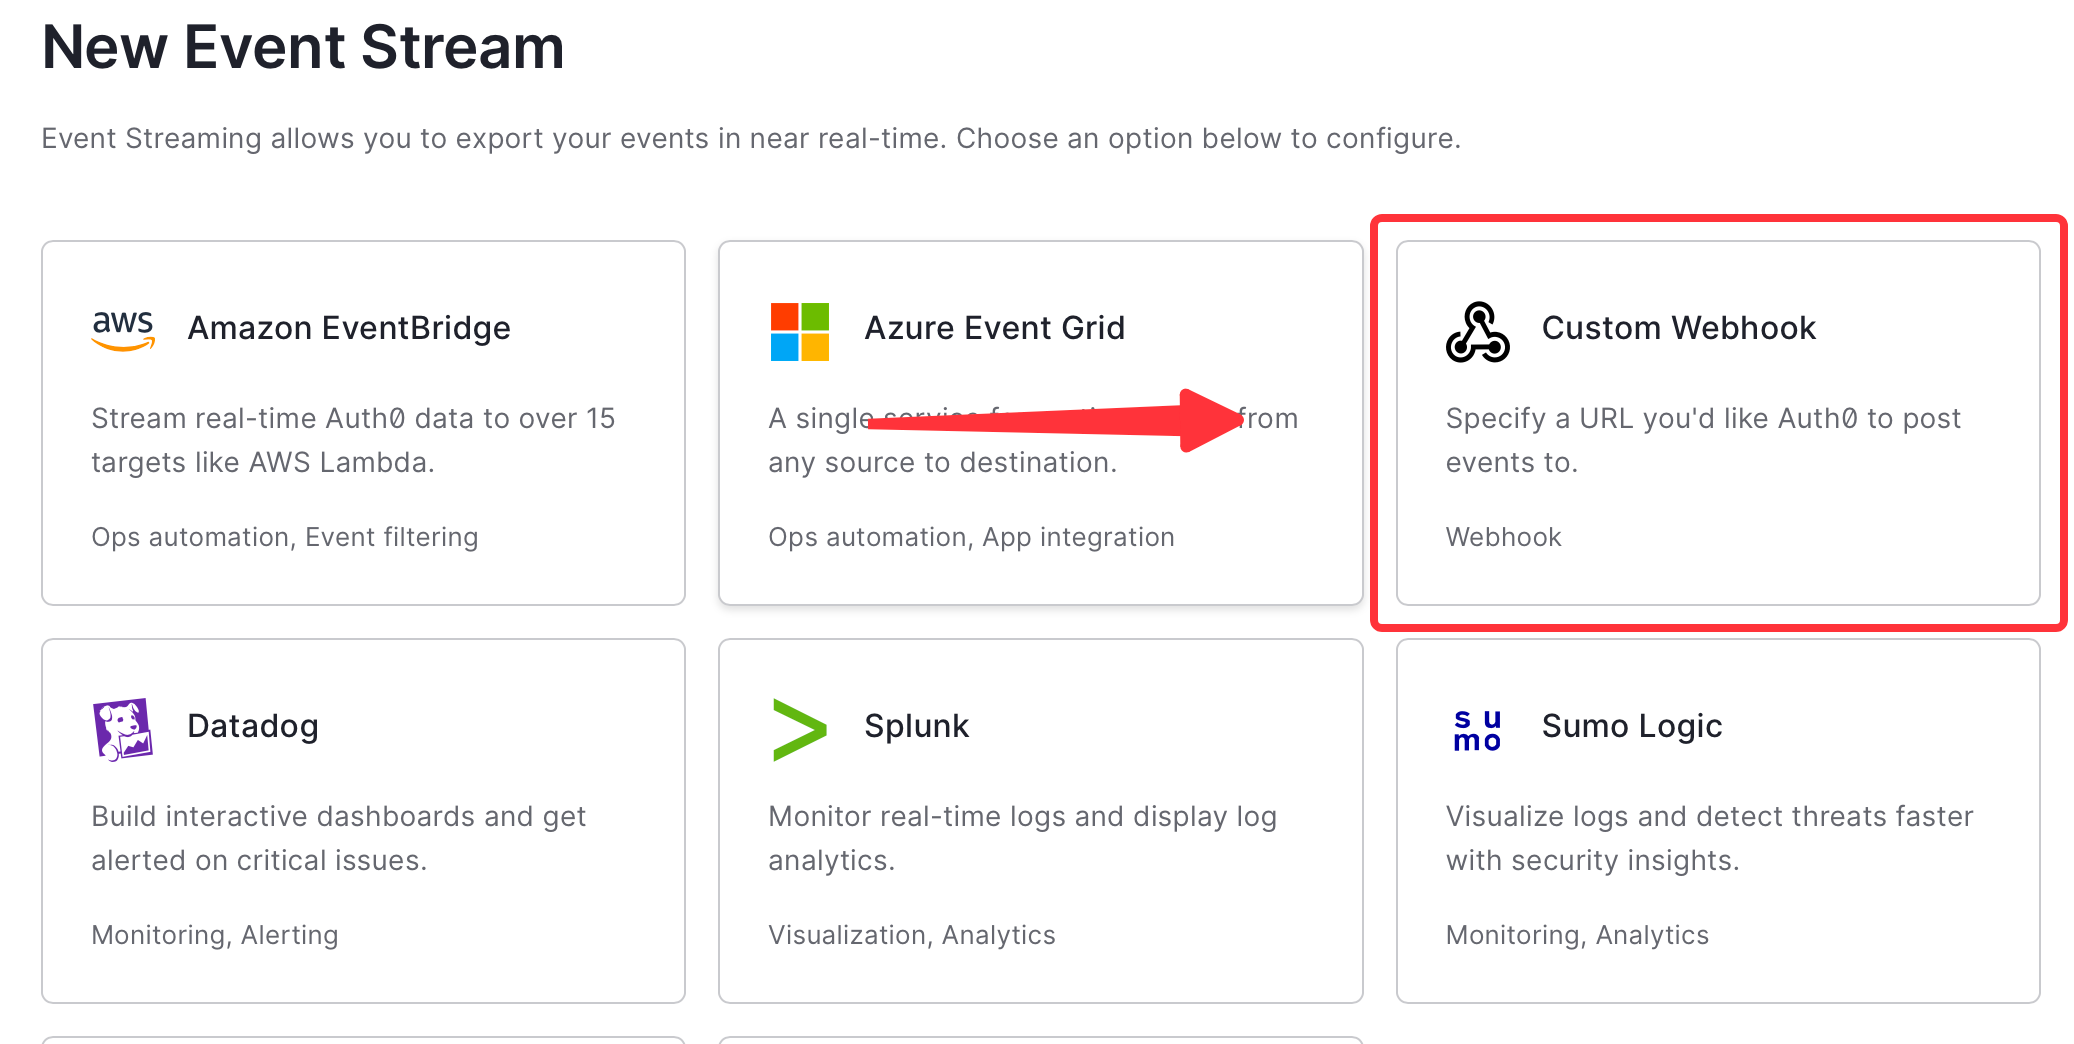 New Event Stream
Event Streaming allows you to export your events in near real-time. Choose an option below to configure.
aws
Amazon EventBridge
Stream real-time Auth0 data to over 15
targets like AWS Lambda.
Ops automation, Event filtering
Azure Event Grid
A single service from
any source to destination.
Ops automation, App integration
Custom Webhook
Specify a URL you'd like Auth0 to post
events to.
Webhook
Datadog
Build interactive dashboards and get
alerted on critical issues.
Monitoring, Alerting
Splunk
Monitor real-time logs and display log
analytics.
Visualization, Analytics
su
mo
Sumo Logic
Visualize logs and detect threats faster
with security insights.
Monitoring, Analytics